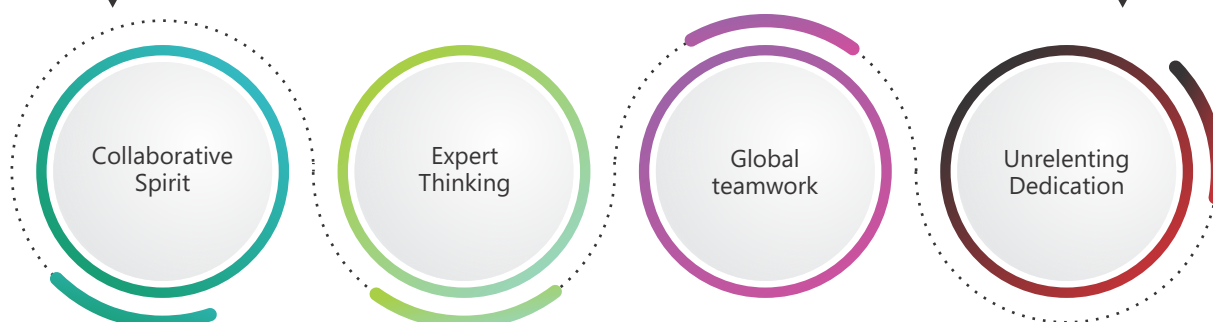 Collaborative
Spirit
Expert
Thinking
Global
teamwork
Unrelenting
Dedication